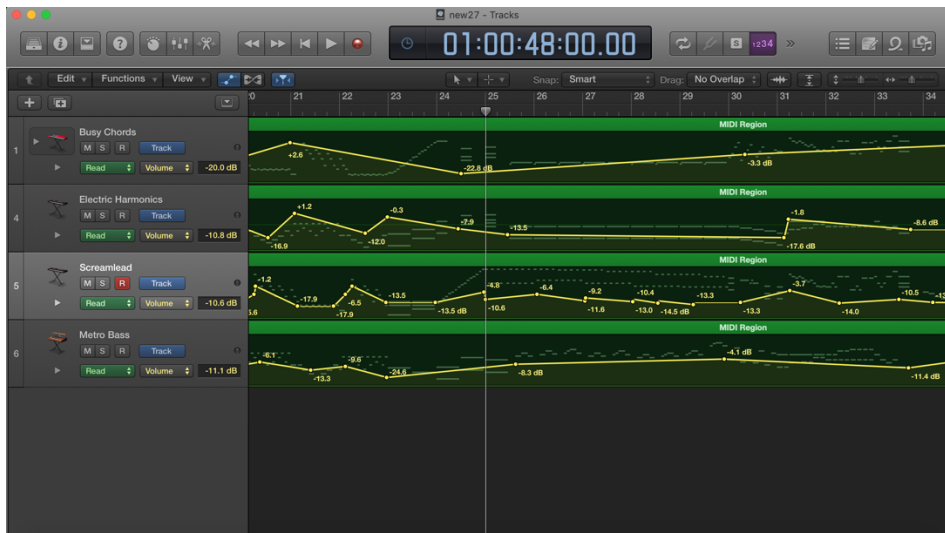 new27 - Tracks
01:00:48:00.00
S
1234
Edit Functions View Snap: Smart Drag: No Overlap
21 22 23 24 25 26 27 28 29 30 31 32 33 34
MIDI Region
1
Busy Chords
M S R Track
Read Volume -20.0 dB
+2.6 -22.8 dB -3.3 dB
MIDI Region
4
Electric Harmonics
M S R Track
Read Volume -10.8 dB
-16.9 +1.2 -12.0 -0.3 -7.9 -13.5 -17.6 dB -1.8 -8.6 dB
MIDI Region
5
Screamlead
M S R Track
Read Volume -10.6 dB
-1.2 -17.9 -17.9 -6.5 -13.5 -13.5 dB -4.8 -10.6 -6.4 -9.2 -11.6 -10.4 -13.0 -14.5 dB -13.3 -13.3 -3.7 -14.0 -10.5
MIDI Region
6
Metro Bass
M S R Track
Read Volume -11.1 dB
-6.1 -13.3 -9.6 -24.6 -8.3 dB -4.1 dB -11.4 dB